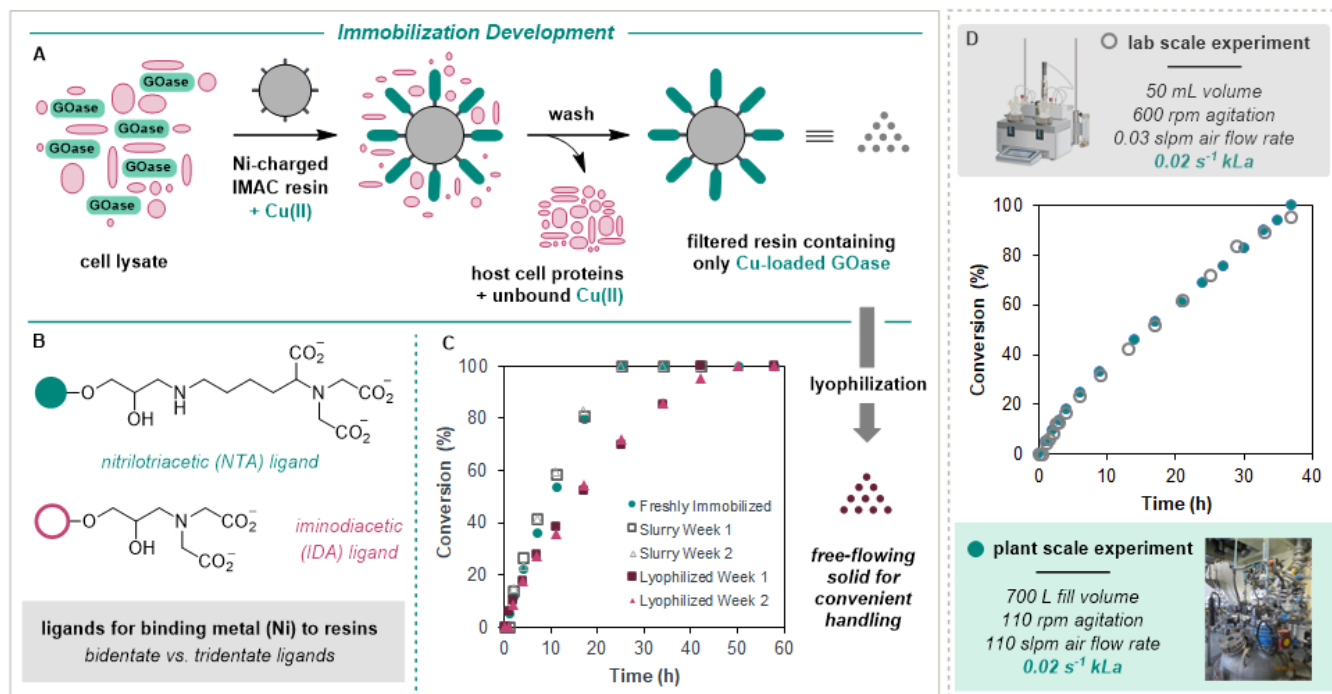 Immobilization Development
A
GOase
GOase
GOase
GOase
GOase
cell lysate
Ni-charged
IMAC resin
+ Cu(II)
wash
host cell proteins
+ unbound Cu(II)
filtered resin containing
only Cu-loaded GOase
lyophilization
free-flowing
solid for
convenient
handling
B
O
OH
N
H
CO₂⁻
N
CO₂⁻
CO₂⁻
nitrilotriacetic (NTA) ligand
O
OH
N
CO₂⁻
CO₂⁻
iminodiacetic
(IDA) ligand
ligands for binding metal (Ni) to resins
bidentate vs. tridentate ligands
C
Conversion (%)
100
80
60
40
20
0
0 10 20 30 40 50 60
Time (h)
Freshly Immobilized
Slurry Week 1
Slurry Week 2
Lyophilized Week 1
Lyophilized Week 2
D
lab scale experiment
50 mL volume
600 rpm agitation
0.03 slpm air flow rate
0.02 s⁻¹ kLa
Conversion (%)
100
80
60
40
20
0
0 10 20 30 40
Time (h)
plant scale experiment
700 L fill volume
110 rpm agitation
110 slpm air flow rate
0.02 s⁻¹ kLa